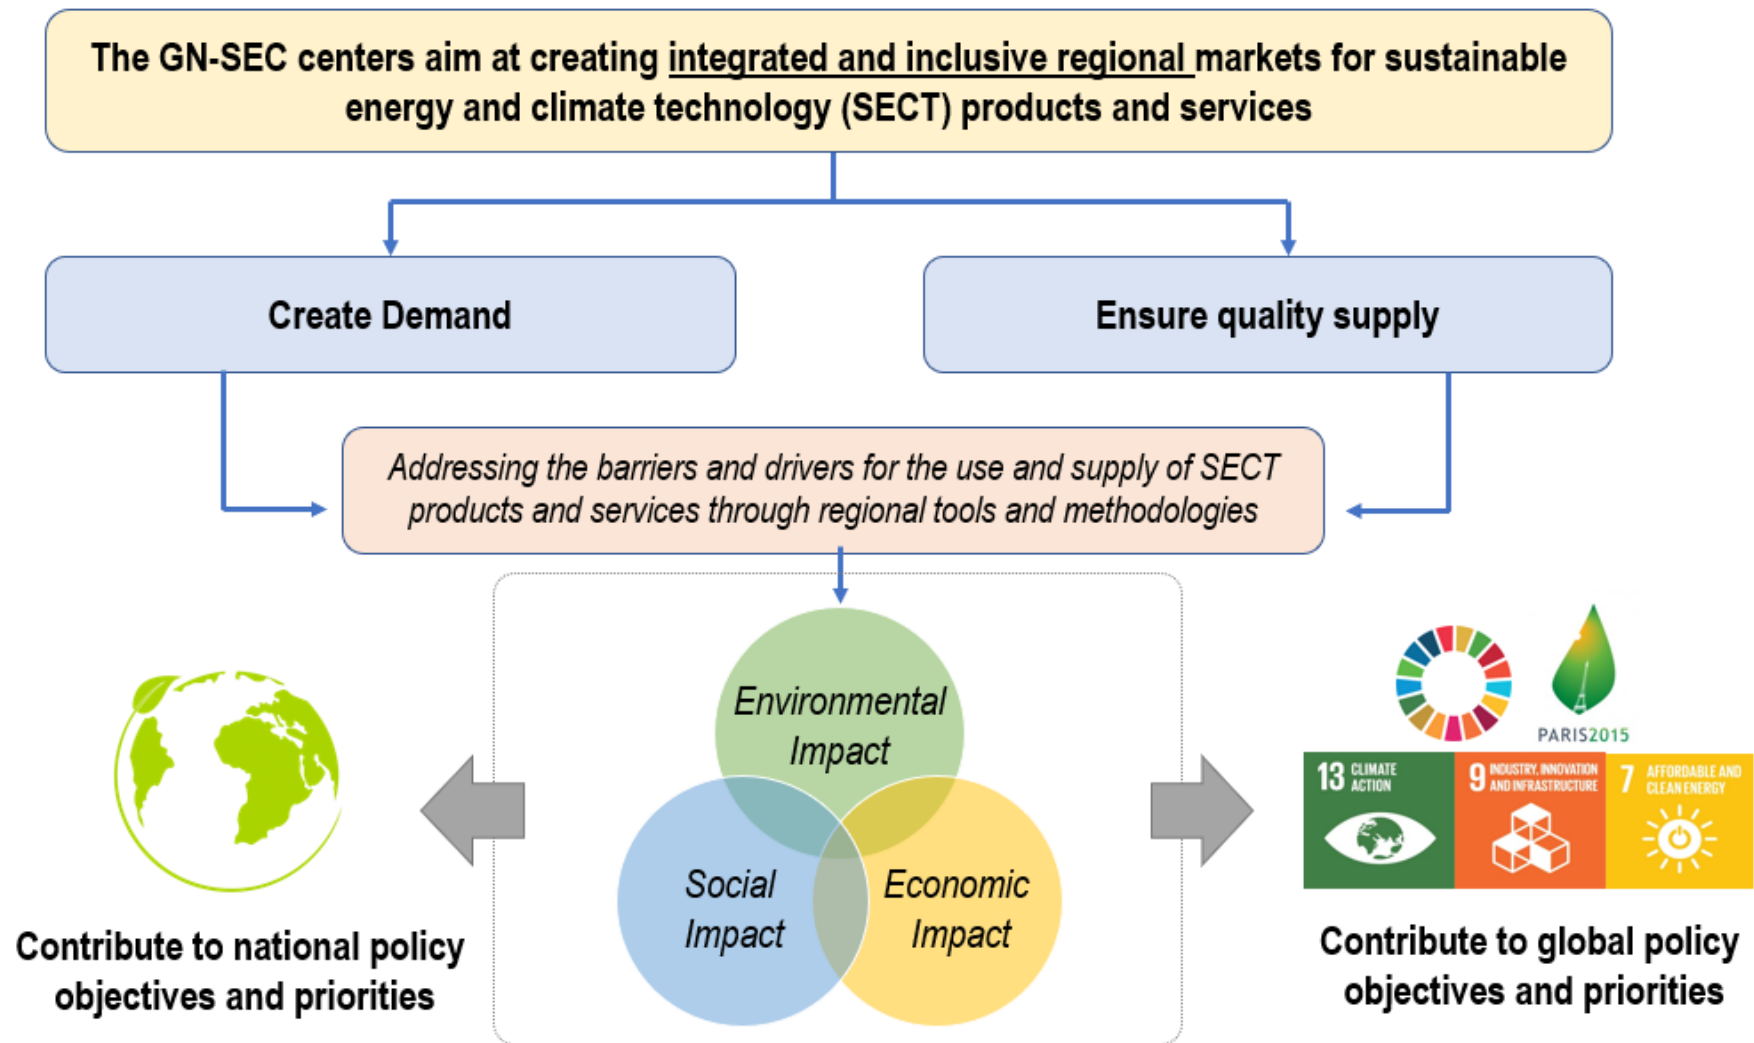 The GN-SEC centers aim at creating integrated and inclusive regional markets for sustainable
energy and climate technology (SECT) products and services
Create Demand
Ensure quality supply
Addressing the barriers and drivers for the use and supply of SECT
products and services through regional tools and methodologies
Environmental
Impact
Social
Impact
Economic
Impact
Contribute to national policy
objectives and priorities
PARIS2015
13 CLIMATE
ACTION
9 INDUSTRY, INNOVATION
AND INFRASTRUCTURE
7 AFFORDABLE AND
CLEAN ENERGY
Contribute to global policy
objectives and priorities